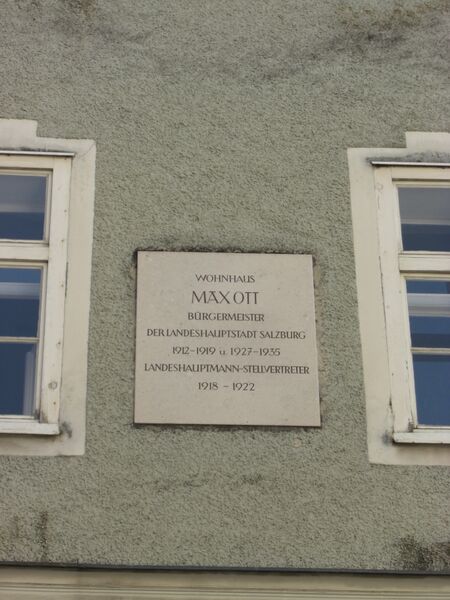 WOHNHAUS
MAX OTT
BÜRGERMEISTER
DER LANDESHAUPTSTADT SALZBURG
1912-1919 u. 1927-1935
LANDESHAUPTMANN-STELLVERTRETER
1918 - 1922